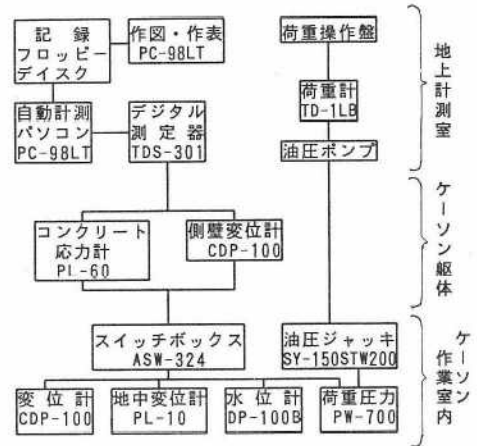 記録
フロッピー
デイスク
作図・作表
PC-98LT
荷重操作盤
荷重計
TD-1LB
自動計測
パソコン
PC-98LT
デジタル
測定器
TDS-301
油圧ポンプ
地上計測室
コンクリート
応力計
PL-60
側壁変位計
CDP-100
ケーソン躯体
スイッチボックス
ASW-324
油圧ジャッキ
SY-150STW200
変位計
CDP-100
地中変位計
PL-10
水位計
DP-100B
荷重圧力
PW-700
ケーソン
作業室内